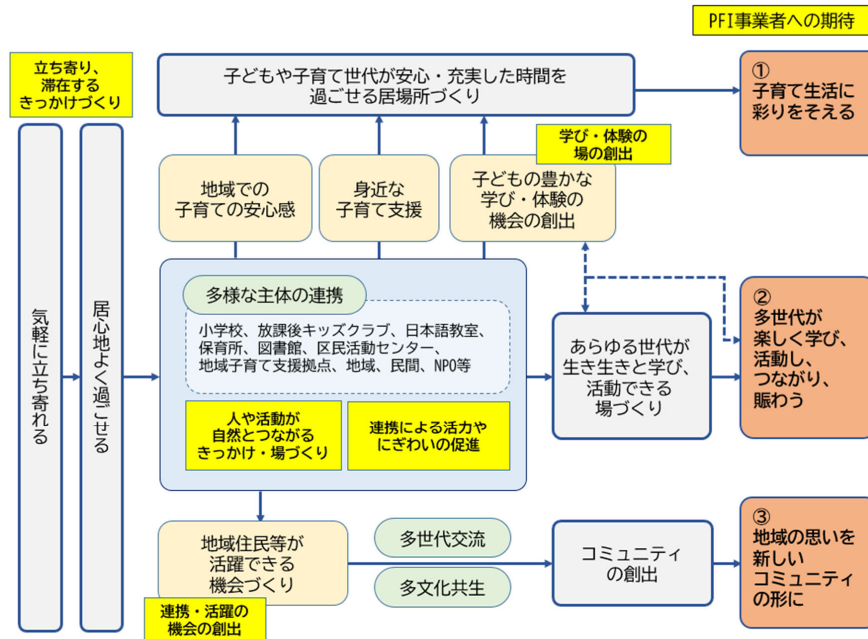 PFI事業者への期待
立ち寄り、
滞在する
きっかけづくり
子どもや子育て世代が安心・充実した時間を
過ごせる居場所づくり
①
子育て生活に
彩りをそえる
学び・体験の
場の創出
地域での
子育ての安心感
身近な
子育て支援
子どもの豊かな
学び・体験の
機会の創出
気軽に立ち寄れる
居心地よく過ごせる
多様な主体の連携
小学校、放課後キッズクラブ、日本語教室、
保育所、図書館、区民活動センター、
地域子育て支援拠点、地域、民間、NPO等
人や活動が
自然とつながる
きっかけ・場づくり
連携による活力や
にぎわいの促進
あらゆる世代が
生き生きと学び、
活動できる
場づくり
②
多世代が
楽しく学び、
活動し、
つながり、
賑わう
地域住民等が
活躍できる
機会づくり
連携・活躍の
機会の創出
多世代交流
多文化共生
コミュニティ
の創出
③
地域の思いを
新しい
コミュニティ
の形に